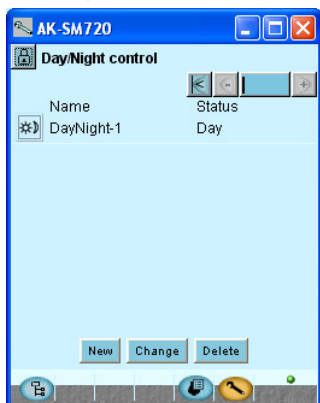 AK-SM720
Day/Night control
Name Status
DayNight-1 Day
New Change Delete